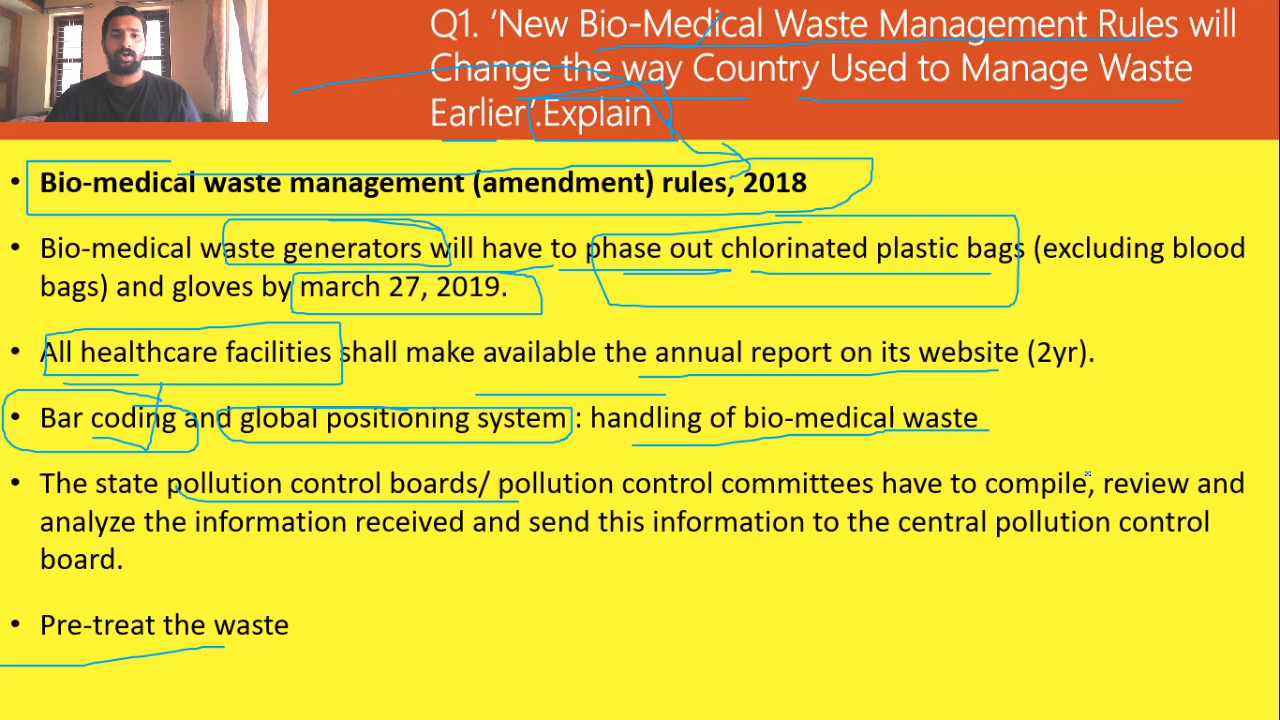 Q1. ‘New Bio-Medical Waste Management Rules will
Change the way Country Used to Manage Waste
Earlier’.Explain
• Bio-medical waste management (amendment) rules, 2018
• Bio-medical waste generators will have to phase out chlorinated plastic bags (excluding blood
bags) and gloves by march 27, 2019.
• All healthcare facilities shall make available the annual report on its website (2yr).
• Bar coding and global positioning system : handling of bio-medical waste
• The state pollution control boards/ pollution control committees have to compile, review and
analyze the information received and send this information to the central pollution control
board.
• Pre-treat the waste